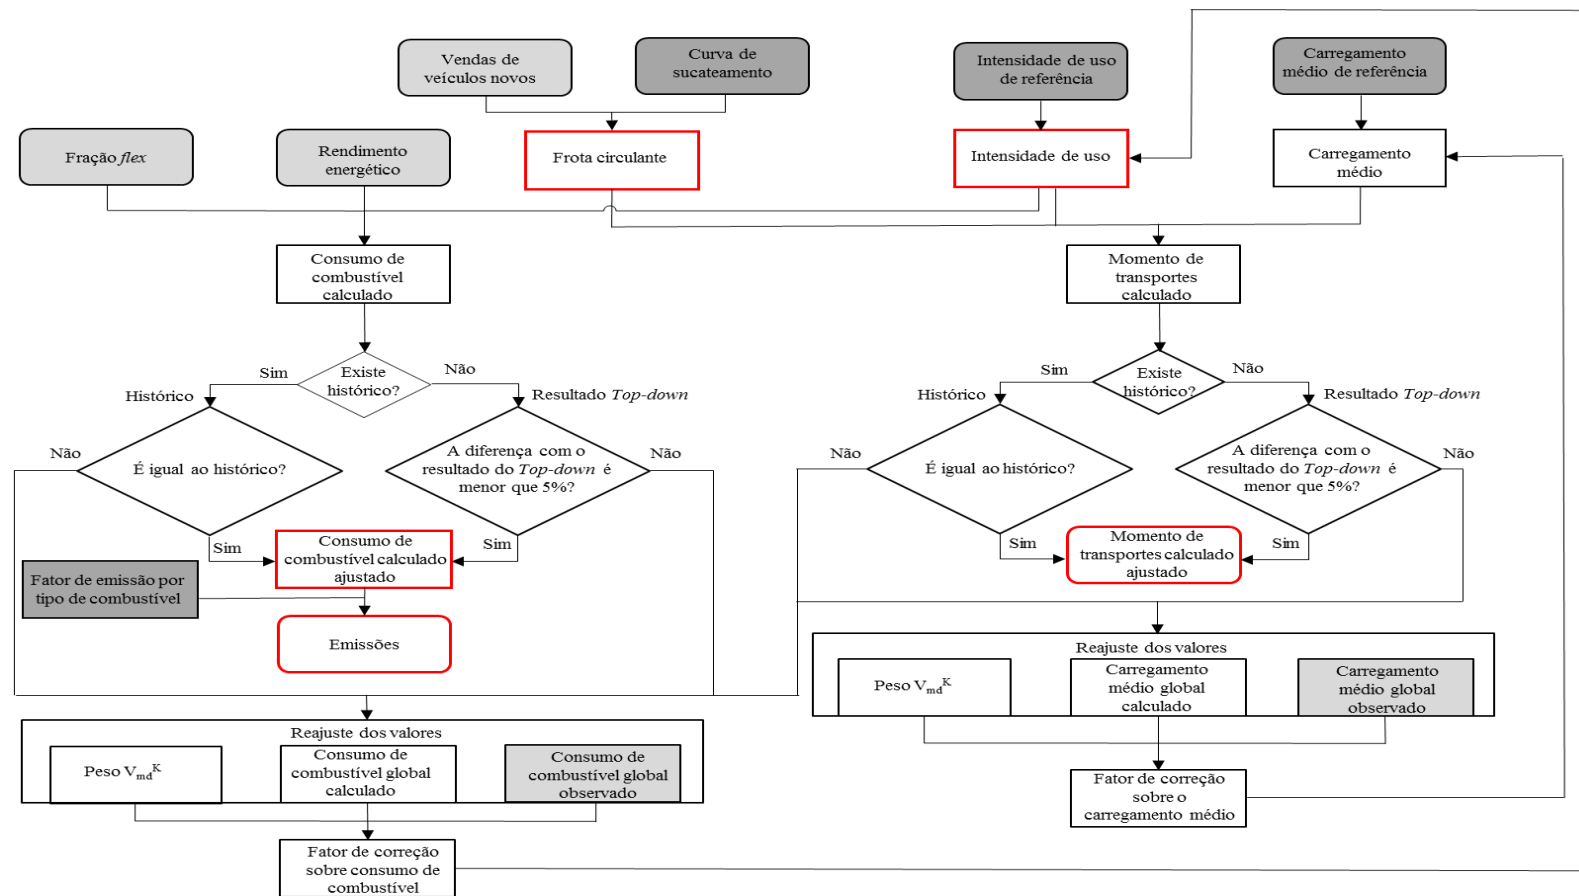 Vendas de
veículos novos
Curva de
sucateamento
Intensidade de uso
de referência
Carregamento
médio de referência
Fração flex
Rendimento
energético
Frota circulante
Intensidade de uso
Carregamento
médio
Consumo de
combustível
calculado
Momento de
transportes
calculado
Sim
Existe
histórico?
Não
Histórico
Resultado Top-down
Sim
Existe
histórico?
Não
Histórico
Resultado Top-down
Não
É igual ao histórico?
A diferença com o
resultado do Top-down é
menor que 5%?
Não
Não
É igual ao histórico?
A diferença com o
resultado do Top-down é
menor que 5%?
Não
Sim
Consumo de
combustível calculado
ajustado
Sim
Sim
Momento de
transportes calculado
ajustado
Sim
Fator de emissão por
tipo de combustível
Emissões
Reajuste dos valores
Peso Vmd^K
Carregamento
médio global
calculado
Carregamento
médio global
observado
Reajuste dos valores
Peso Vmd^K
Consumo de
combustível global
calculado
Consumo de
combustível global
observado
Fator de correção
sobre o
carregamento médio
Fator de correção
sobre consumo de
combustível